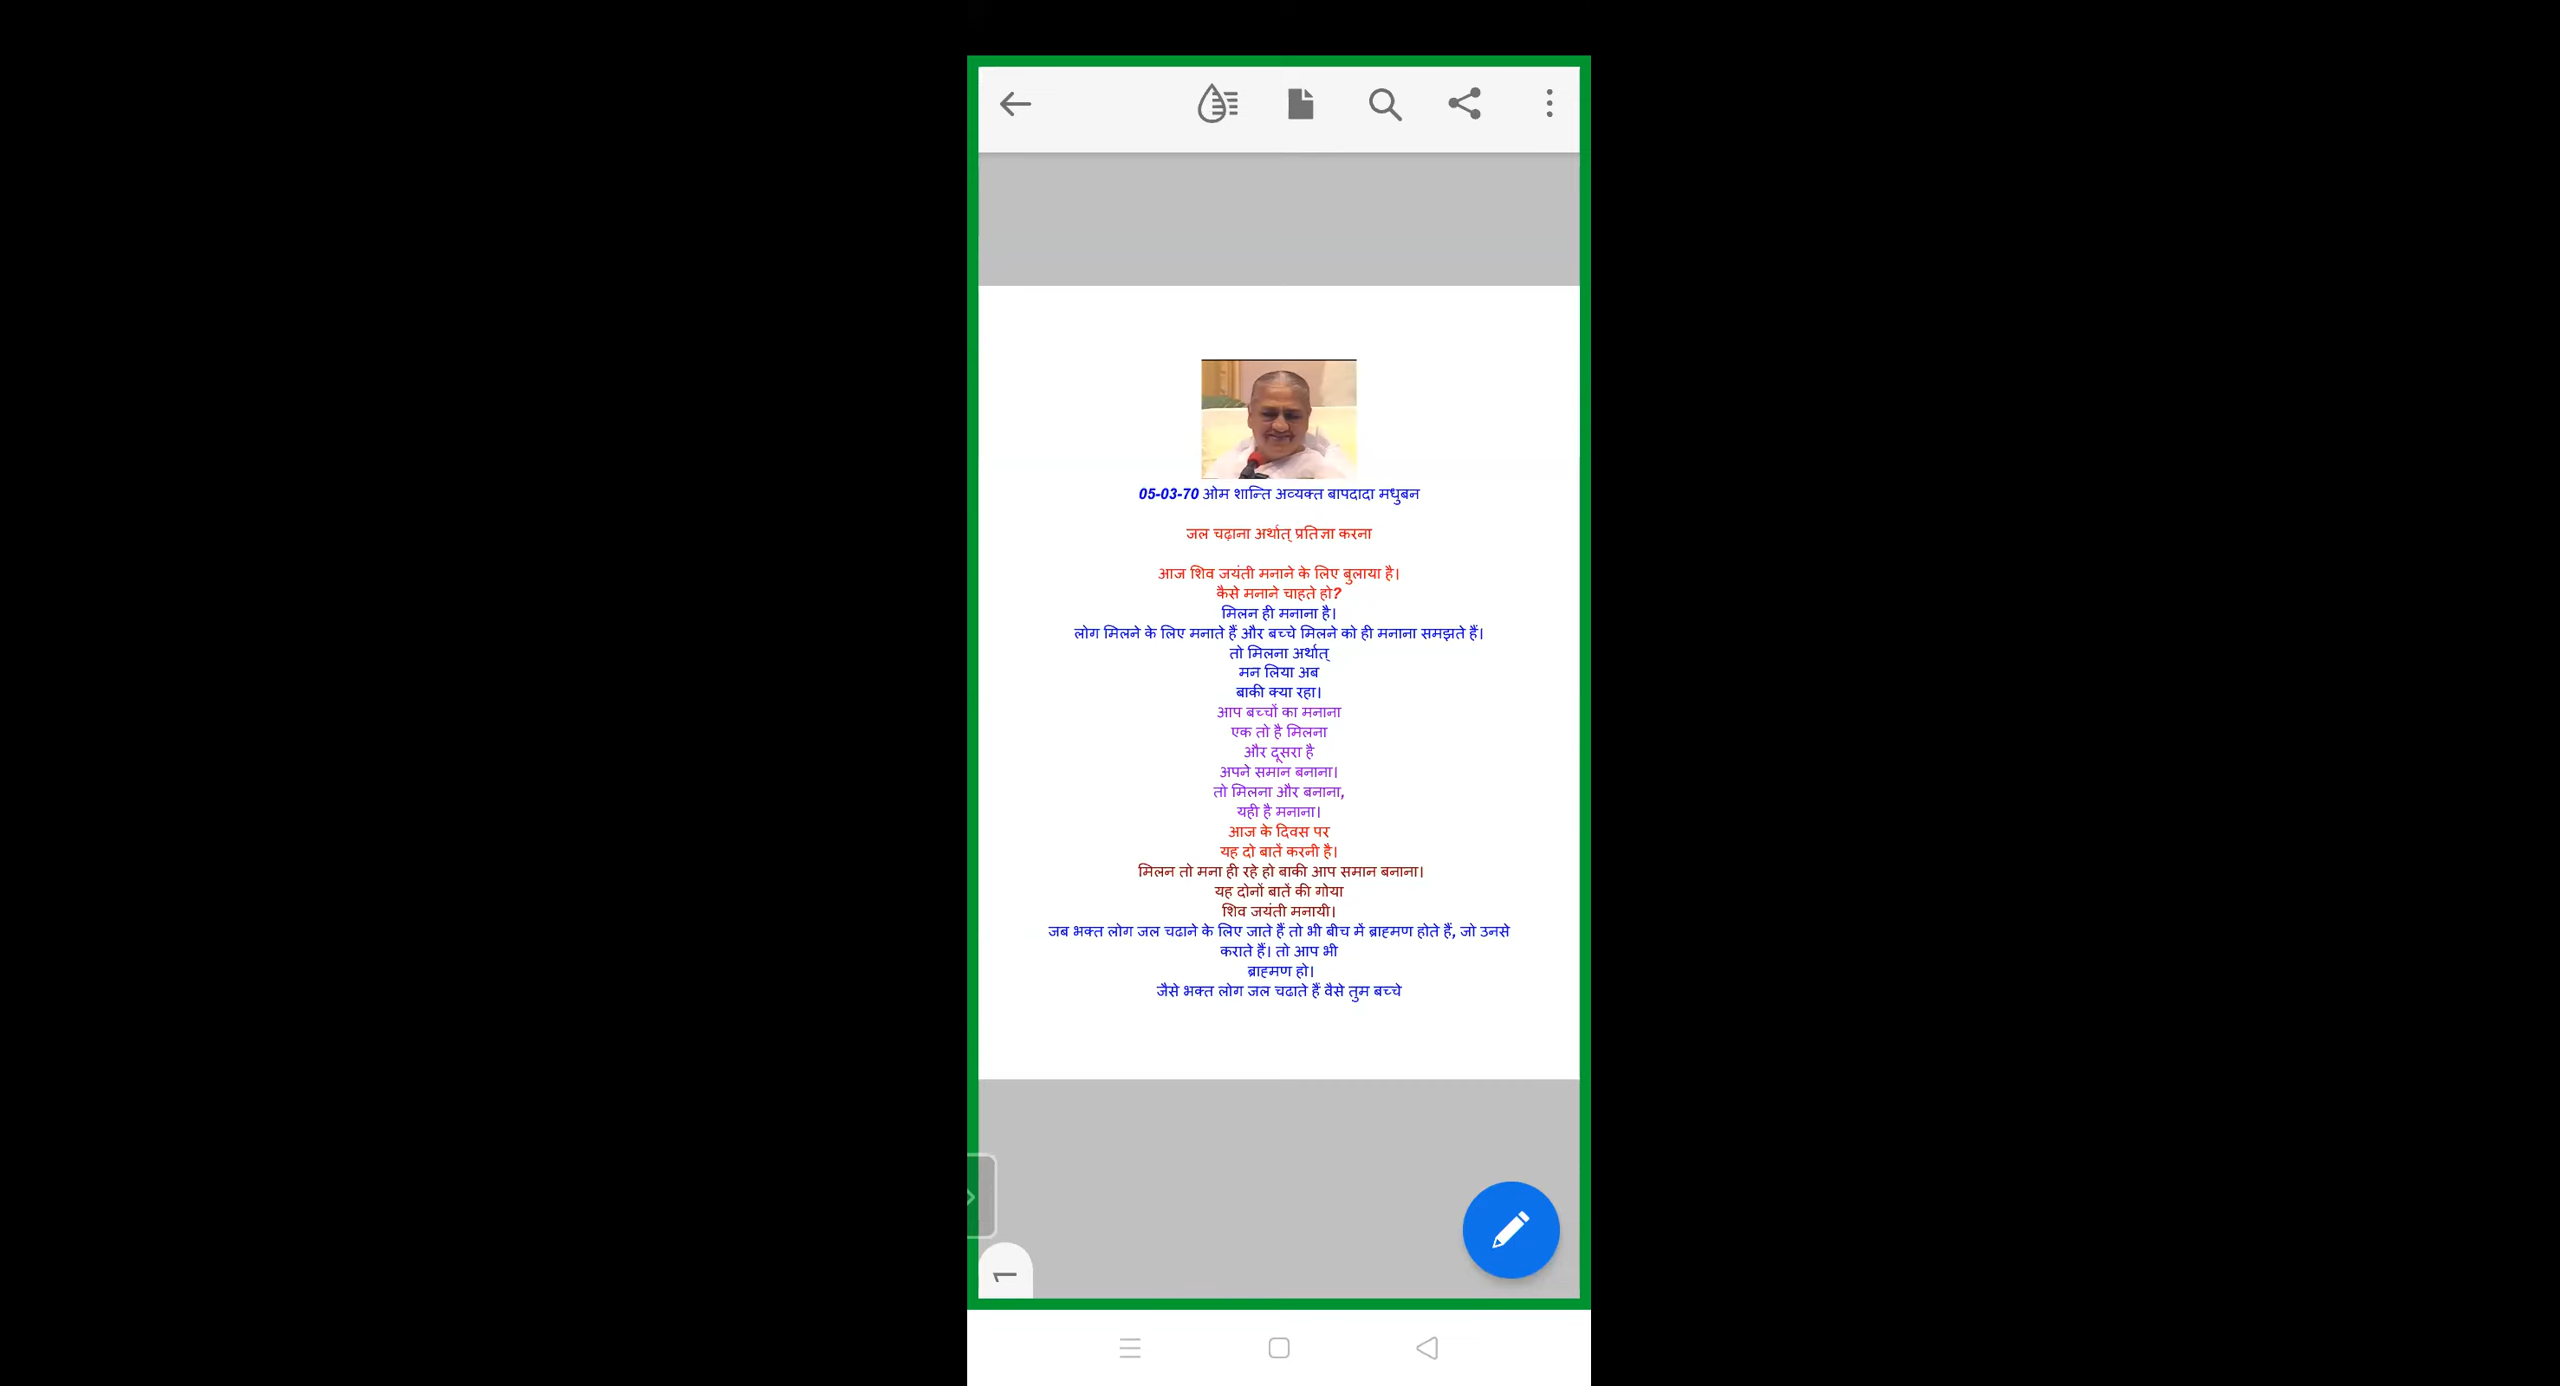 05-03-70 ओम शान्ति अव्यक्त बापदादा मधुबन
जल चढ़ाना अर्थात् प्रतिज्ञा करना
आज शिव जयंती मनाने के लिए बुलाया है।
कैसे मनाने चाहते हो?
मिलन ही मनाना है।
लोग मिलने के लिए मनाते हैं और बच्चे मिलने को ही मनाना समझते हैं।
तो मिलना अर्थात्
मन लिया अब
बाकी क्या रहा।
आप बच्चों का मनाना
एक तो है मिलना
और दूसरा है
अपने समान बनाना।
तो मिलना और बनाना,
यही है मनाना।
आज के दिवस पर
यह दो बातें करनी है।
मिलन तो मना ही रहे हो बाकी आप समान बनाना।
यह दोनों बातें की गोया
शिव जयंती मनायी।
जब भक्त लोग जल चढाने के लिए जाते हैं तो भी बीच में ब्राह्मण होते हैं, जो उनसे
कराते हैं। तो आप भी
ब्राह्मण हो।
जैसे भक्त लोग जल चढाते हैं वैसे तुम बच्चे
1